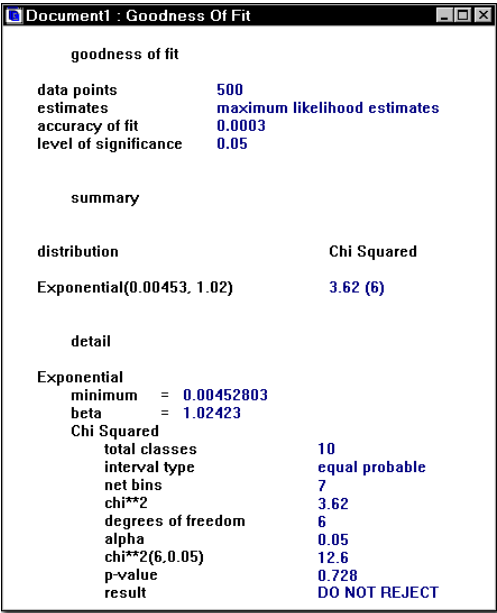 Document1 : Goodness Of Fit
goodness of fit
data points 500
estimates maximum likelihood estimates
accuracy of fit 0.0003
level of significance 0.05
summary
distribution Chi Squared
Exponential(0.00453, 1.02) 3.62 (6)
detail
Exponential
minimum = 0.00452803
beta = 1.02423
Chi Squared
total classes 10
interval type equal probable
net bins 7
chi**2 3.62
degrees of freedom 6
alpha 0.05
chi**2(6,0.05) 12.6
p-value 0.728
result DO NOT REJECT